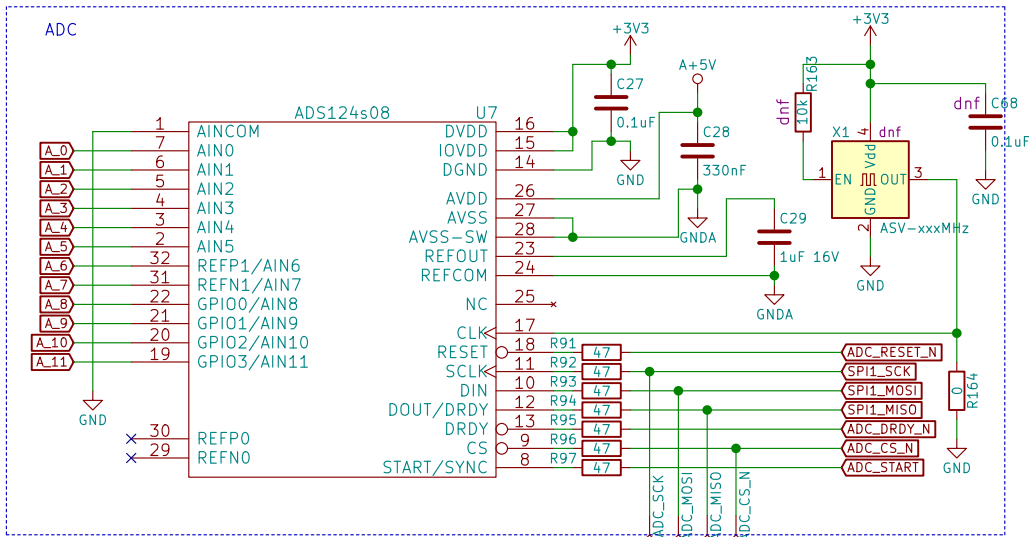 ADC
+3V3
+3V3
A+5V
ADS124s08
U7
C27
0.1uF
GND
C28
330nF
GNDA
C29
1uF 16V
GNDA
R163
10k
dnf
dnf
C68
0.1uF
GND
X1
dnf
4
Vdd
1
EN
OUT
3
GND
2
ASV-xxxMHz
GND
1 AINCOM
A_0 7 AIN0
A_1 6 AIN1
A_2 5 AIN2
A_3 4 AIN3
A_4 3 AIN4
A_5 2 AIN5
A_6 32 REFP1/AIN6
A_7 31 REFN1/AIN7
A_8 22 GPIO0/AIN8
A_9 21 GPIO1/AIN9
A_10 20 GPIO2/AIN10
A_11 19 GPIO3/AIN11
GND
30 REFP0
29 REFN0
DVDD 16
IOVDD 15
DGND 14
AVDD 26
AVSS 27
AVSS-SW 28
REFOUT 23
REFCOM 24
NC 25
CLK 17
RESET 18 R91 47 ADC_RESET_N
SCLK 11 R92 47 SPI1_SCK
DIN 10 R93 47 SPI1_MOSI
DOUT/DRDY 12 R94 47 SPI1_MISO
DRDY 13 R95 47 ADC_DRDY_N
CS 9 R96 47 ADC_CS_N
START/SYNC 8 R97 47 ADC_START
0
R164
GND
ADC_SCK
ADC_MOSI
ADC_MISO
ADC_CS_N